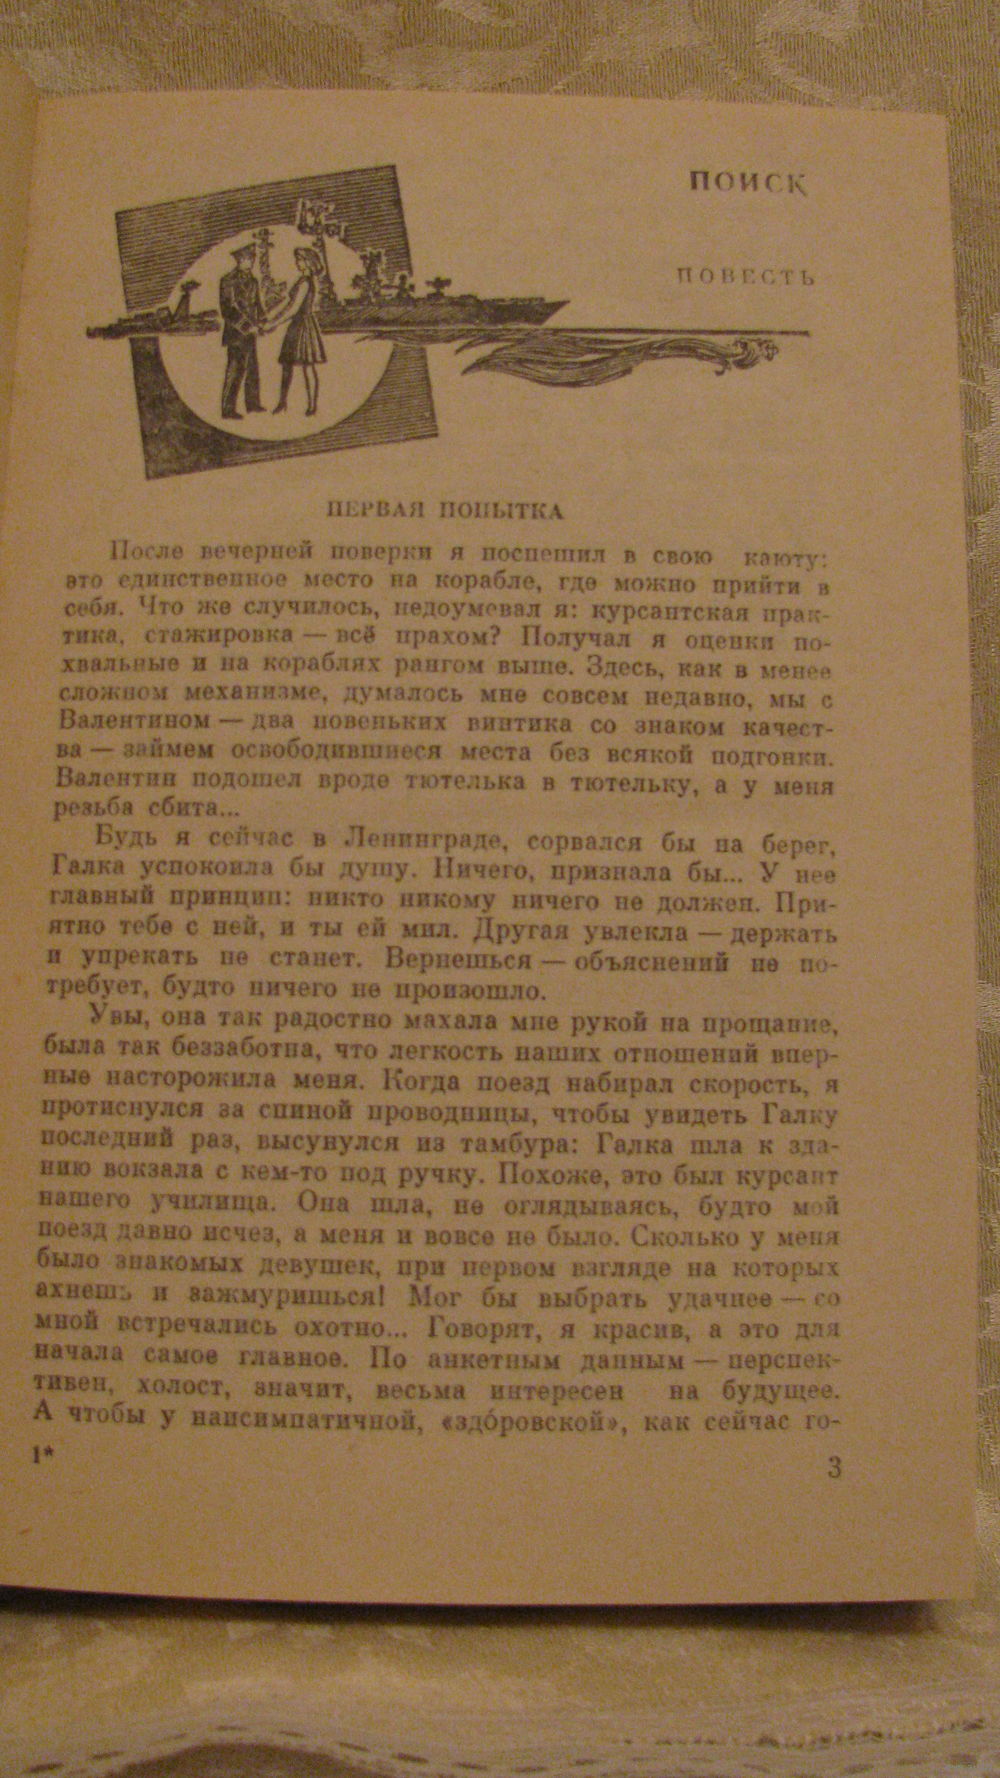 ПОИСК
ПОВЕСТЬ
ПЕРВАЯ ПОПЫТКА
После вечерней поверки я поспешил в свою каюту:
это единственное место на корабле, где можно прийти в
себя. Что же случилось, недоумевал я: курсантская прак-
тика, стажировка — всё прахом? Получал я оценки по-
хвальные и на кораблях рангом выше. Здесь, как в менее
сложном механизме, думалось мне совсем недавно, мы с
Валентином — два новеньких винтика со знаком качест-
ва — займем освободившиеся места без всякой подгонки.
Валентин подошел вроде тютелька в тютельку, а у меня
резьба сбита...
Будь я сейчас в Ленинграде, сорвался бы на берег,
Галка успокоила бы душу. Ничего, признала бы... У нее
главный принцип: никто никому ничего не должен. При-
ятно тебе с ней, и ты ей мил. Другая увлекла — держать
и упрекать не станет. Вернешься — объяснений не по-
требует, будто ничего не произошло.
Увы, она так радостно махала мне рукой на прощание,
была так беззаботна, что легкость наших отношений впер-
вые насторожила меня. Когда поезд набирал скорость, я
протиснулся за спиной проводницы, чтобы увидеть Галку
последний раз, высунулся из тамбура: Галка шла к зда-
нию вокзала с кем-то под ручку. Похоже, это был курсант
нашего училища. Она шла, не оглядываясь, будто мой
поезд давно исчез, а меня и вовсе не было. Сколько у меня
было знакомых девушек, при первом взгляде на которых
ахнешь и зажмуришься! Мог бы выбрать удачнее — со
мной встречались охотно... Говорят, я красив, а это для
начала самое главное. По анкетным данным — перспек-
тивен, холост, значит, весьма интересен на будущее.
А чтобы у наисимпатичной, «здо́ровской», как сейчас го-
1*
3